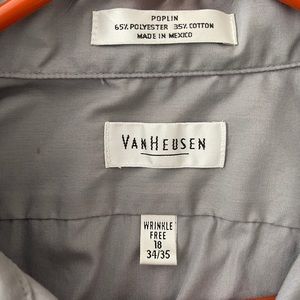 POPLIN
65% POLYESTER 35% COTTON
MADE IN MEXICO
VANHEUSEN
WRINKLE
FREE
18
34/35